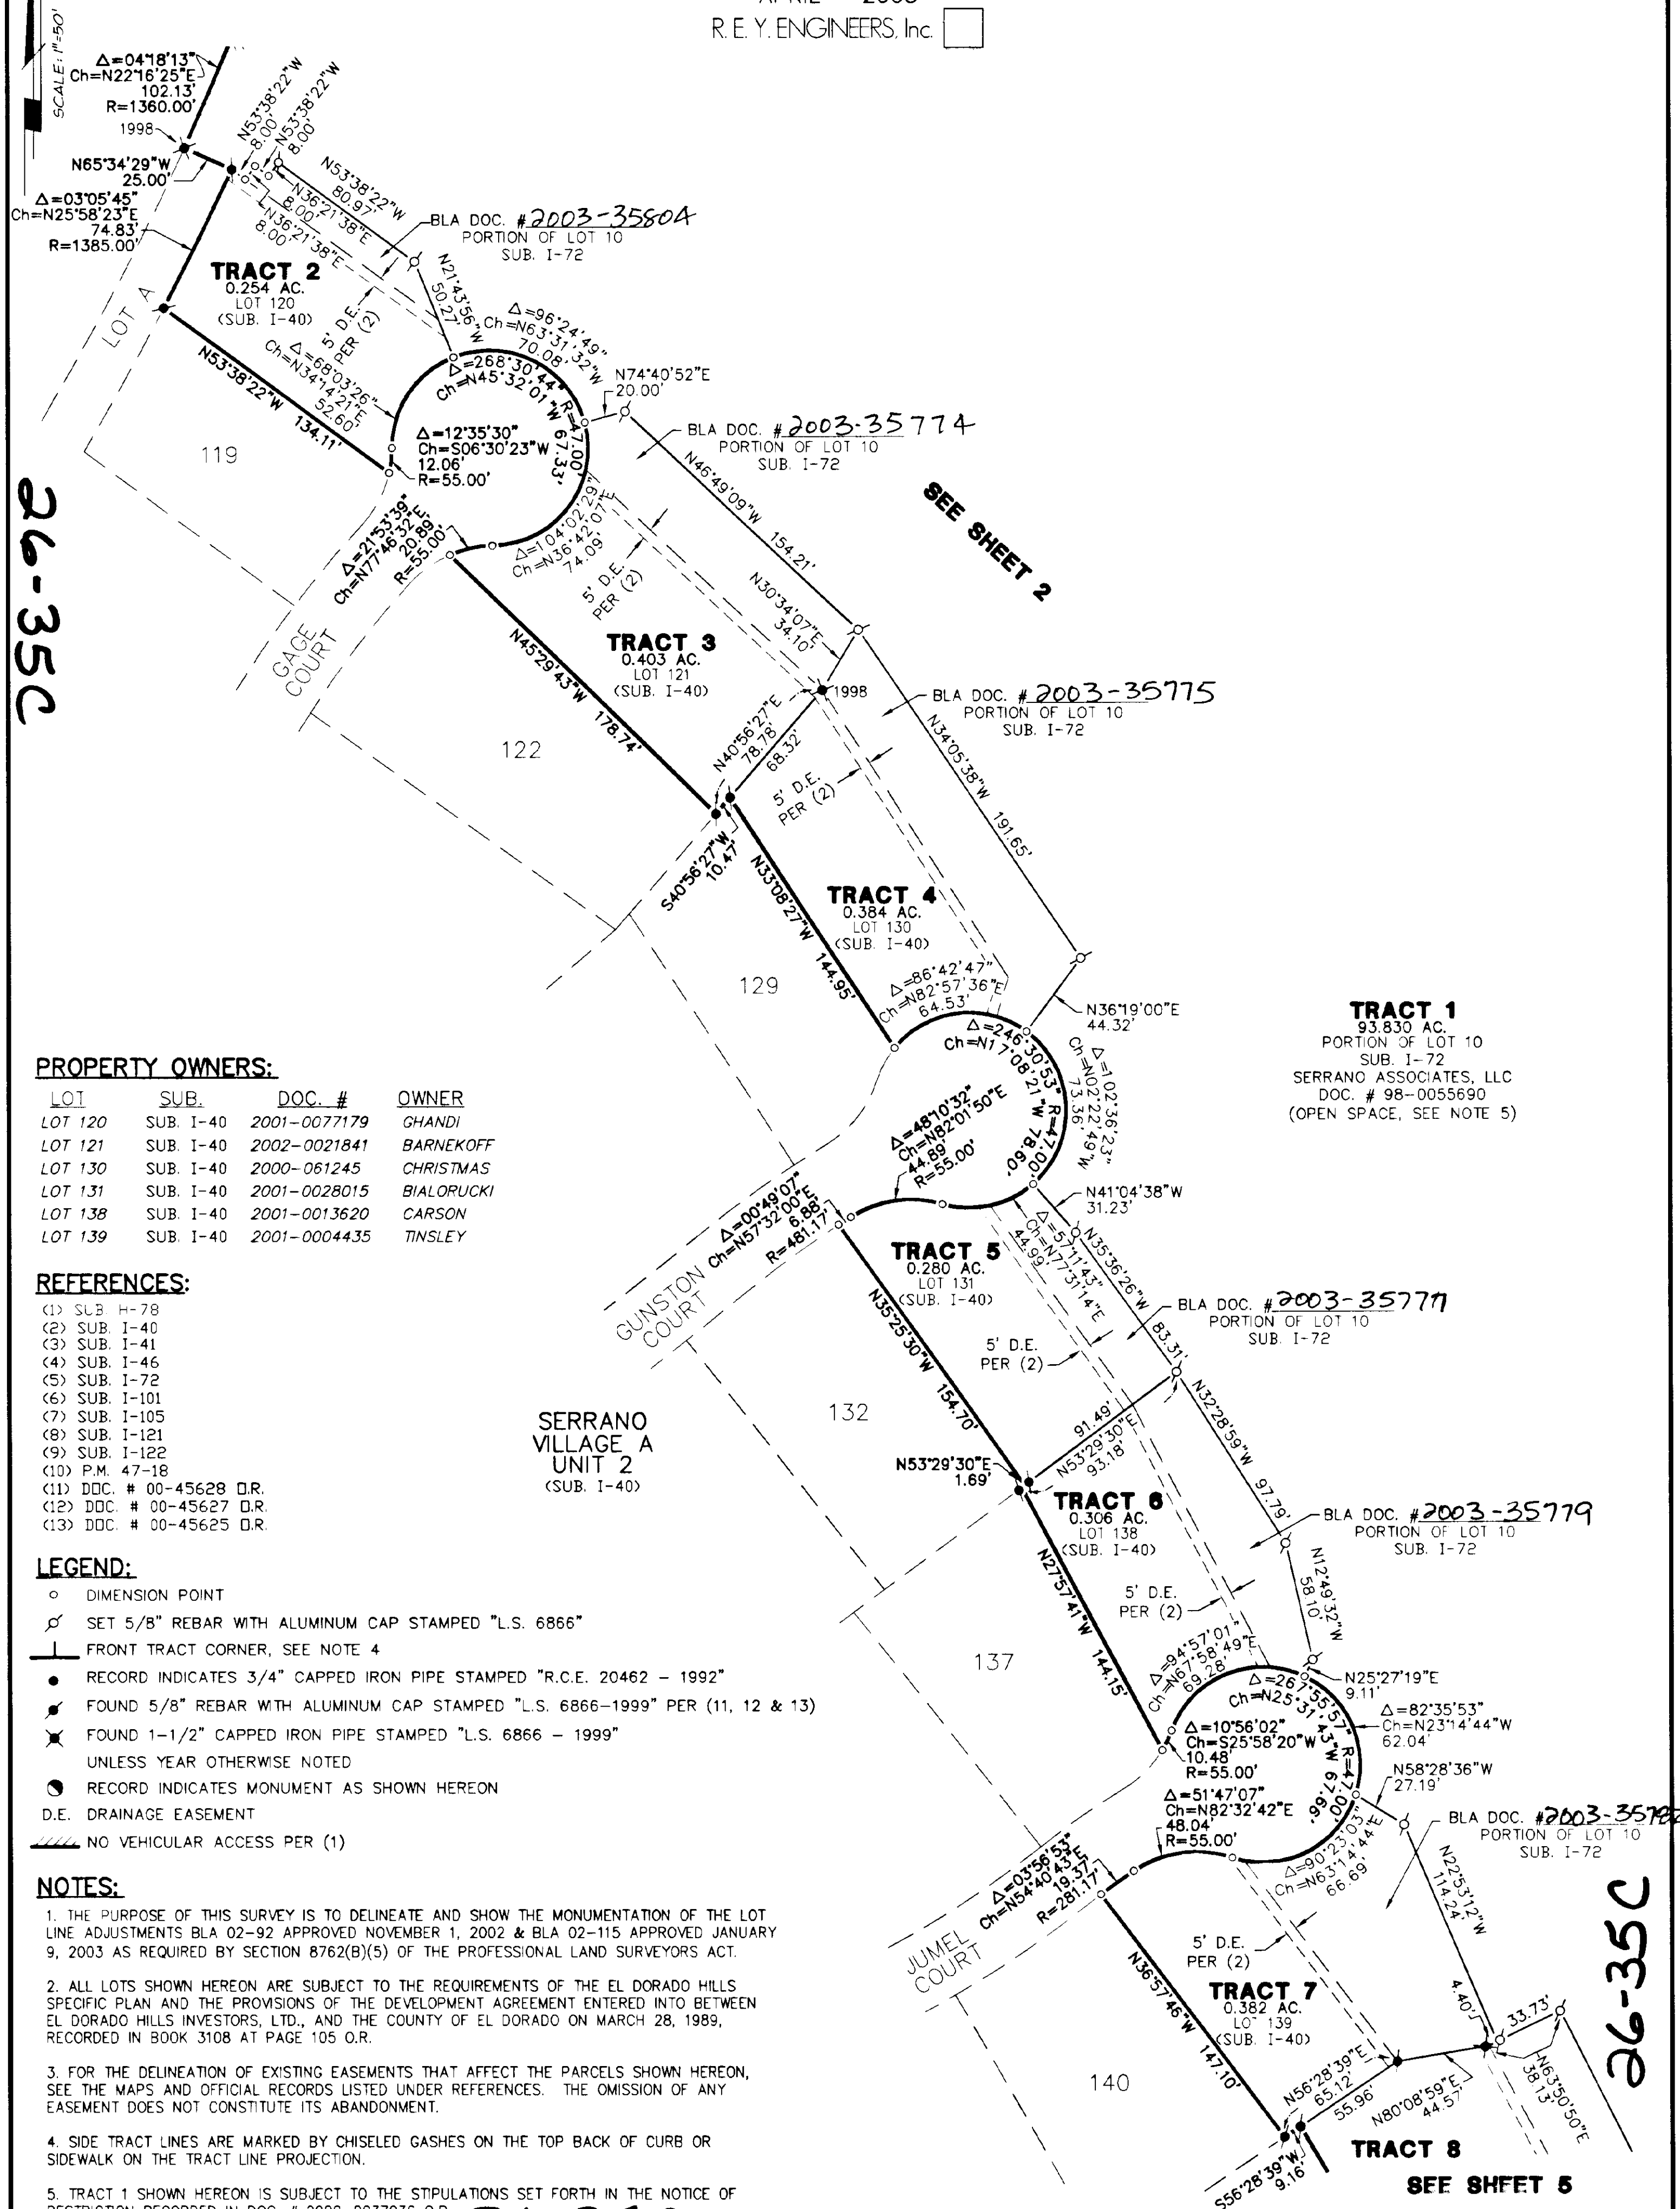 R. E. Y. ENGINEERS, Inc.
SCALE: 1"=50'
Δ=04°18'13"
Ch=N22°16'25"E
102.13'
R=1360.00'
1998
N65°34'29"W
25.00'
Δ=03°05'45"
Ch=N25°58'23"E
74.83'
R=1385.00'
N53°38'22"W
8.00'
N53°38'22"W
8.00'
N53°38'22"W
80.97'
N36°21'38"E
8.00'
N36°21'38"E
8.00'
BLA DOC. #2003-35804
PORTION OF LOT 10
SUB. I-72
TRACT 2
0.254 AC.
LOT 120
(SUB. I-40)
LOT A
5' D.E.
PER (2)
N21°43'56"W
50.27'
Δ=96°24'49"
Ch=N63°31'32"W
70.08'
Δ=68°03'26"
Ch=N34°14'21"E
52.60'
Δ=268°30'44" R=47.00'
Ch=N45°32'01"W 67.33'
N74°40'52"E
20.00'
N53°38'22"W 134.11'
Δ=12°35'30"
Ch=S06°30'23"W
12.06'
R=55.00'
BLA DOC. #2003-35774
PORTION OF LOT 10
SUB. I-72
119
26-35C
N46°49'09"W 154.21'
SEE SHEET 2
Δ=21°53'39"
Ch=N77°46'32"E
20.89'
R=55.00'
Δ=104°02'29"
Ch=N36°42'07"E
74.09'
5' D.E.
PER (2)
N30°34'07"E
34.10'
GAGE
COURT
TRACT 3
0.403 AC.
LOT 121
(SUB. I-40)
N45°29'43"W 178.74'
1998
BLA DOC. #2003-35775
PORTION OF LOT 10
SUB. I-72
122
N40°56'27"E
78.78'
68.32'
5' D.E.
PER (2)
N34°05'38"W 191.65'
S40°56'27"W
10.47'
N33°08'27"W 144.95'
TRACT 4
0.384 AC.
LOT 130
(SUB. I-40)
129
Δ=86°42'47"
Ch=N82°57'36"E
64.53'
N36°19'00"E
44.32'
TRACT 1
93.830 AC.
PORTION OF LOT 10
SUB. I-72
SERRANO ASSOCIATES, LLC
DOC. # 98-0055690
(OPEN SPACE, SEE NOTE 5)
Δ=246°30'53" R=47.00'
Ch=N17°08'21"W 78.60'
Δ=102°36'23"
Ch=N02°22'49"W
73.36'
Δ=48°10'32"
Ch=N82°01'50"E
44.89'
R=55.00'
PROPERTY OWNERS:
LOT SUB. DOC. # OWNER
LOT 120 SUB. I-40 2001-0077179 GHANDI
LOT 121 SUB. I-40 2002-0021841 BARNEKOFF
LOT 130 SUB. I-40 2000-061245 CHRISTMAS
LOT 131 SUB. I-40 2001-0028015 BIALORUCKI
LOT 138 SUB. I-40 2001-0013620 CARSON
LOT 139 SUB. I-40 2001-0004435 TINSLEY
N41°04'38"W
31.23'
Δ=00°49'07"
Ch=N57°32'00"E
6.88'
R=481.17'
GUNSTON
COURT
TRACT 5
0.280 AC.
LOT 131
(SUB. I-40)
Δ=57°11'43"
Ch=N77°31'14"E
44.99'
N35°36'26"W 83.31'
BLA DOC. #2003-35777
PORTION OF LOT 10
SUB. I-72
5' D.E.
PER (2)
N35°25'30"W 154.70'
REFERENCES:
(1) SUB. H-78
(2) SUB. I-40
(3) SUB. I-41
(4) SUB. I-46
(5) SUB. I-72
(6) SUB. I-101
(7) SUB. I-105
(8) SUB. I-121
(9) SUB. I-122
(10) P.M. 47-18
(11) DOC. # 00-45628 O.R.
(12) DOC. # 00-45627 O.R.
(13) DOC. # 00-45625 O.R.
SERRANO
VILLAGE A
UNIT 2
(SUB. I-40)
132
91.49'
N53°29'30"E
93.18'
N53°29'30"E
1.69'
N32°28'59"W 97.79'
TRACT 6
0.306 AC.
LOT 138
(SUB. I-40)
BLA DOC. #2003-35779
PORTION OF LOT 10
SUB. I-72
N12°49'32"W
58.10'
5' D.E.
PER (2)
N27°57'41"W 144.15'
137
LEGEND:
DIMENSION POINT
SET 5/8" REBAR WITH ALUMINUM CAP STAMPED "L.S. 6866"
FRONT TRACT CORNER, SEE NOTE 4
RECORD INDICATES 3/4" CAPPED IRON PIPE STAMPED "R.C.E. 20462 - 1992"
FOUND 5/8" REBAR WITH ALUMINUM CAP STAMPED "L.S. 6866-1999" PER (11, 12 & 13)
FOUND 1-1/2" CAPPED IRON PIPE STAMPED "L.S. 6866 - 1999"
UNLESS YEAR OTHERWISE NOTED
RECORD INDICATES MONUMENT AS SHOWN HEREON
D.E. DRAINAGE EASEMENT
NO VEHICULAR ACCESS PER (1)
Δ=94°57'01"
Ch=N67°58'49"E
69.28'
Δ=267°55'57" R=47.00'
Ch=N25°31'43"W 67.66'
N25°27'19"E
9.11'
Δ=82°35'53"
Ch=N23°14'44"W
62.04'
Δ=10°56'02"
Ch=S25°58'20"W
10.48'
R=55.00'
N58°28'36"W
27.19'
Δ=51°47'07"
Ch=N82°32'42"E
48.04'
R=55.00'
BLA DOC.
PORTION OF LOT 10
SUB. I-72
Δ=90°23'03"
Ch=N63°14'44"E
66.69'
Δ=03°56'53"
Ch=N54°40'43"E
19.37'
R=281.17'
N22°53'12"W
114.24'
JUMEL
COURT
5' D.E.
PER (2)
TRACT 7
0.382 AC.
LOT 139
(SUB. I-40)
N36°57'46"W 147.10'
26-35C
4.40'
33.73'
N63°50'50"E
38.13'
N56°28'39"E
65.12'
55.96'
N80°08'59"E
44.57'
140
S56°28'39"W
9.16'
TRACT 8
SEE SHEET 5
NOTES:
1. THE PURPOSE OF THIS SURVEY IS TO DELINEATE AND SHOW THE MONUMENTATION OF THE LOT
LINE ADJUSTMENTS BLA 02-92 APPROVED NOVEMBER 1, 2002 & BLA 02-115 APPROVED JANUARY
9, 2003 AS REQUIRED BY SECTION 8762(B)(5) OF THE PROFESSIONAL LAND SURVEYORS ACT.
2. ALL LOTS SHOWN HEREON ARE SUBJECT TO THE REQUIREMENTS OF THE EL DORADO HILLS
SPECIFIC PLAN AND THE PROVISIONS OF THE DEVELOPMENT AGREEMENT ENTERED INTO BETWEEN
EL DORADO HILLS INVESTORS, LTD., AND THE COUNTY OF EL DORADO ON MARCH 28, 1989,
RECORDED IN BOOK 3108 AT PAGE 105 O.R.
3. FOR THE DELINEATION OF EXISTING EASEMENTS THAT AFFECT THE PARCELS SHOWN HEREON,
SEE THE MAPS AND OFFICIAL RECORDS LISTED UNDER REFERENCES. THE OMISSION OF ANY
EASEMENT DOES NOT CONSTITUTE ITS ABANDONMENT.
4. SIDE TRACT LINES ARE MARKED BY CHISELED GASHES ON THE TOP BACK OF CURB OR
SIDEWALK ON THE TRACT LINE PROJECTION.
5. TRACT 1 SHOWN HEREON IS SUBJECT TO THE STIPULATIONS SET FORTH IN THE NOTICE OF